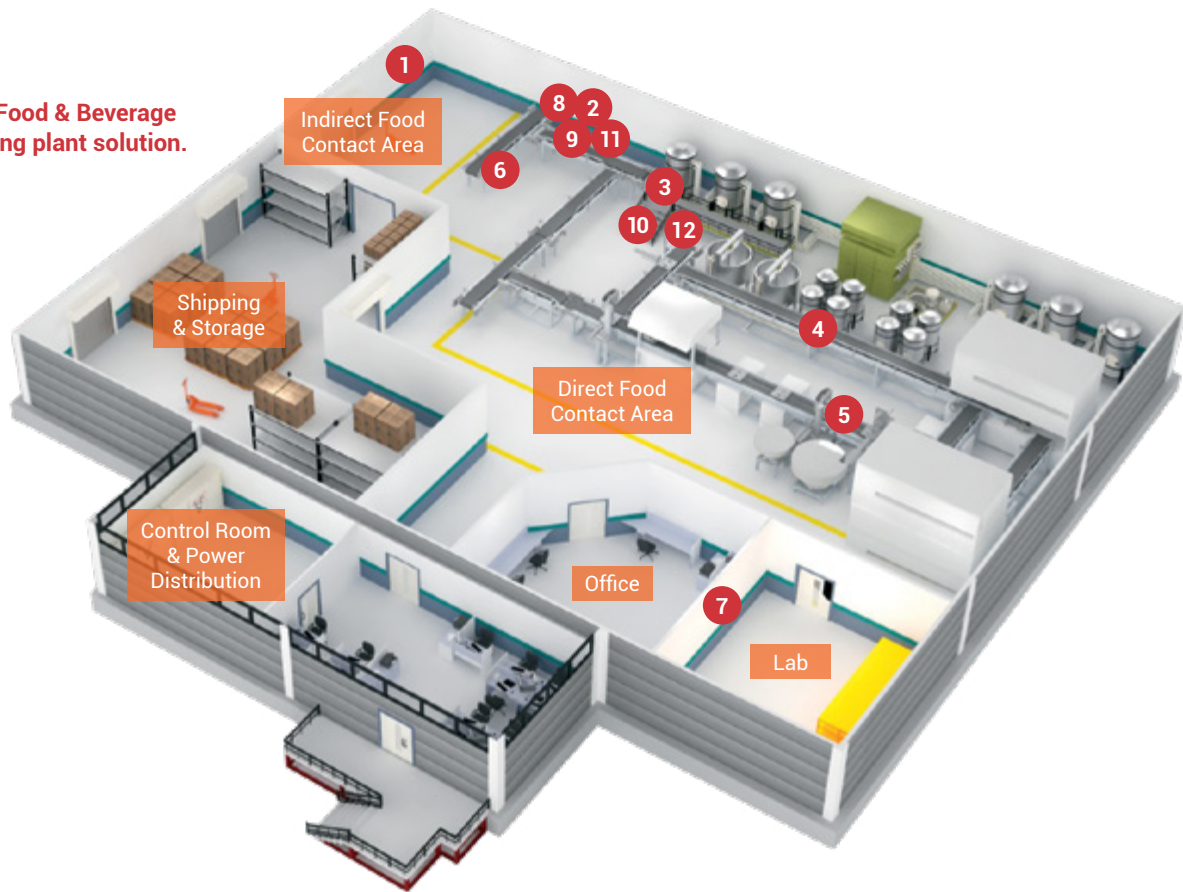 Food & Beverage
ng plant solution.
1
8
2
Indirect Food
Contact Area
9
11
6
3
10
12
Shipping
& Storage
4
Direct Food
Contact Area
5
Control Room
& Power
Distribution
Office
7
Lab